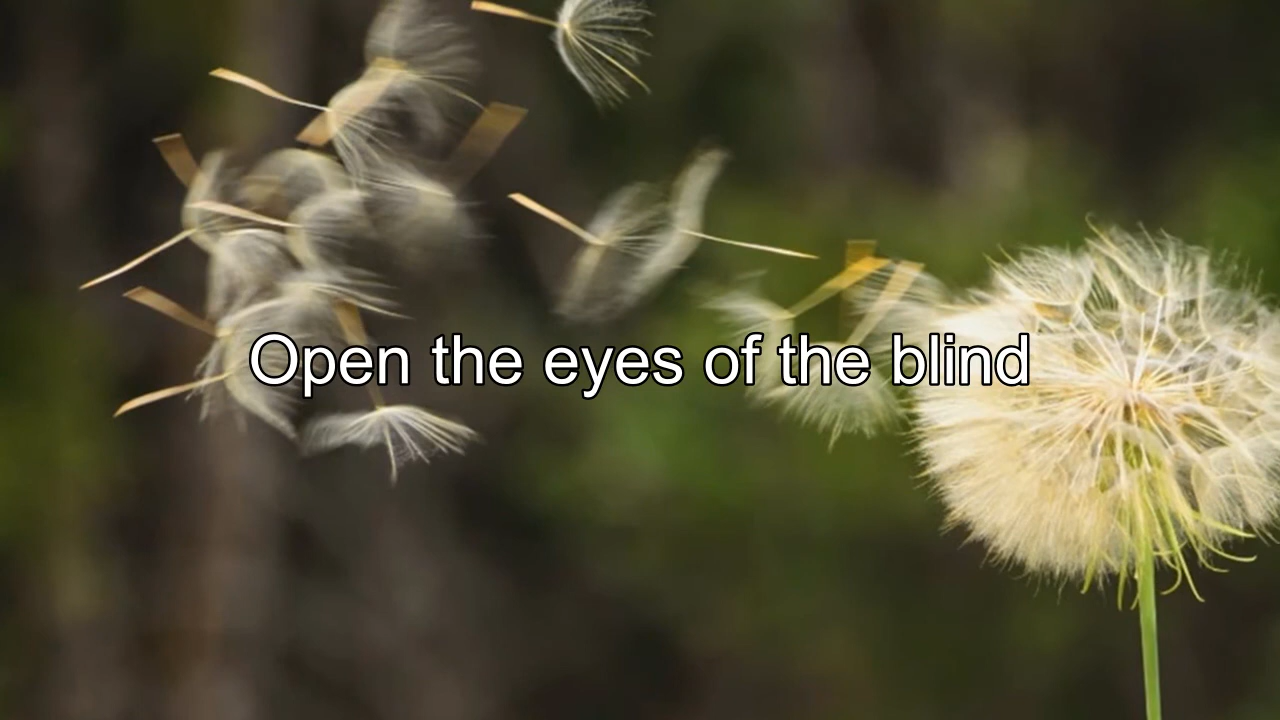 Open the eyes of the blind